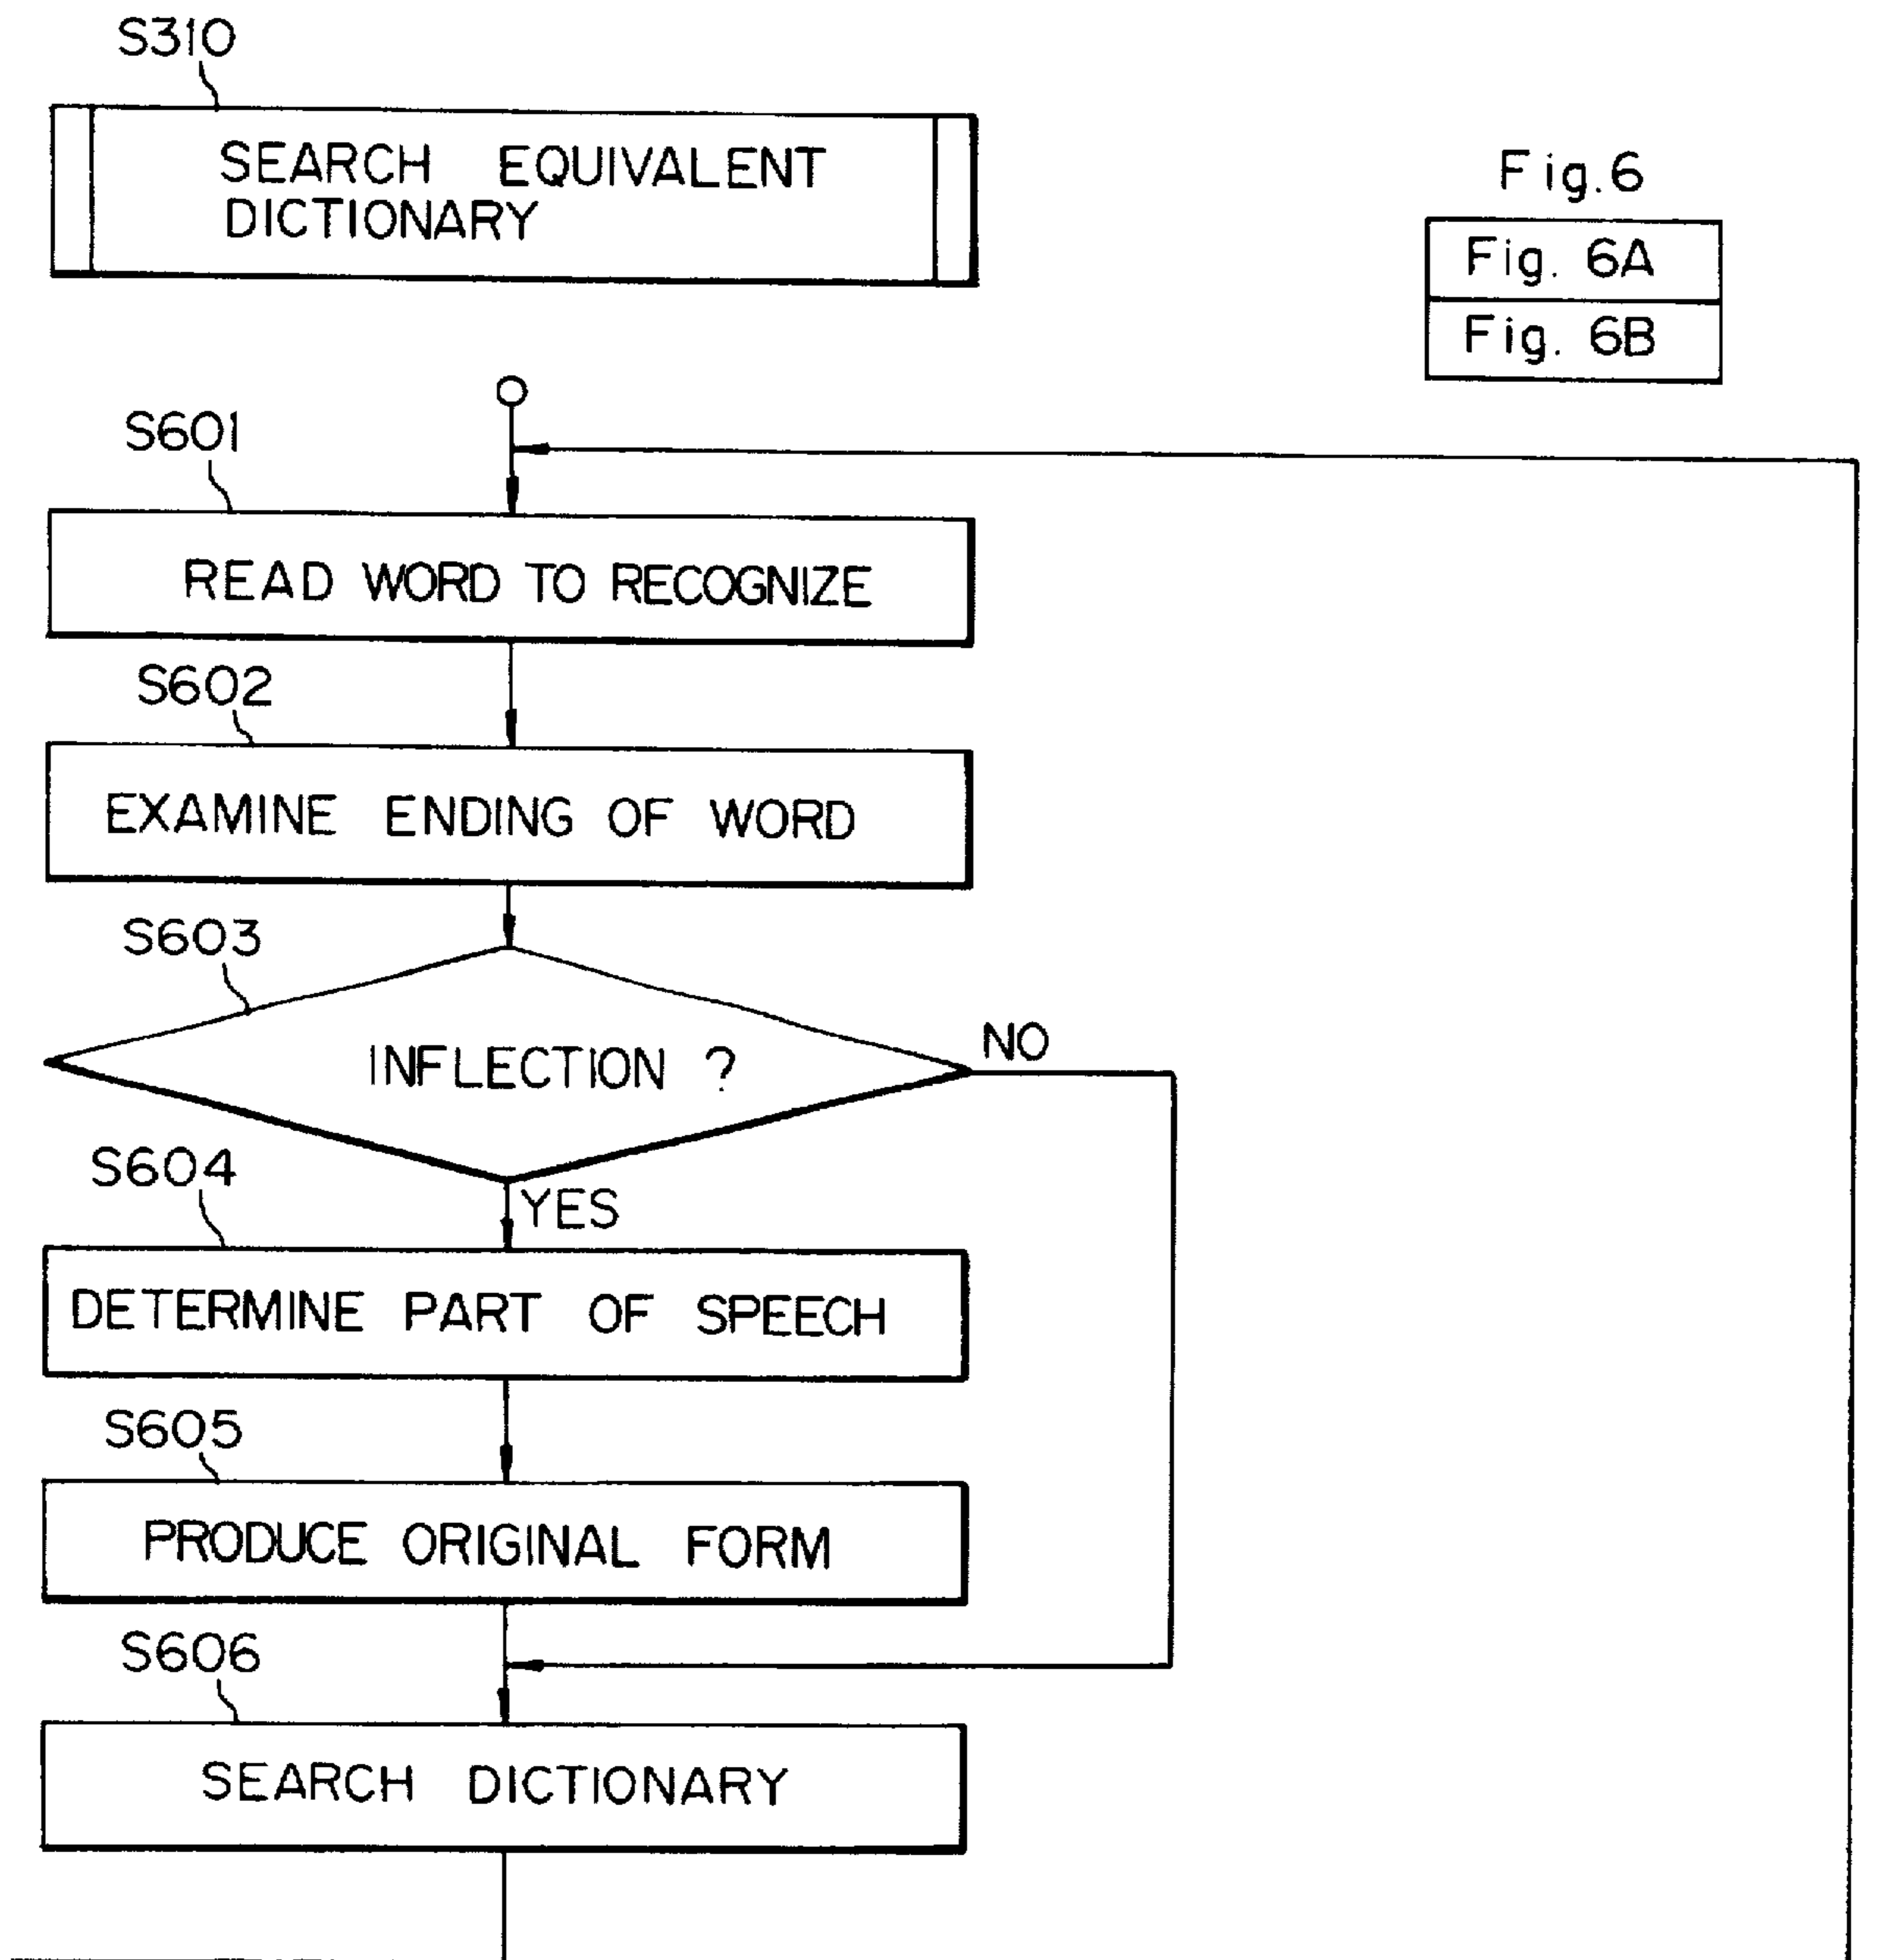 S310
SEARCH EQUIVALENT
DICTIONARY
Fig.6
Fig. 6A
Fig. 6B
S601
READ WORD TO RECOGNIZE
S602
EXAMINE ENDING OF WORD
S603
INFLECTION ?
NO
S604
YES
DETERMINE PART OF SPEECH
S605
PRODUCE ORIGINAL FORM
S606
SEARCH DICTIONARY